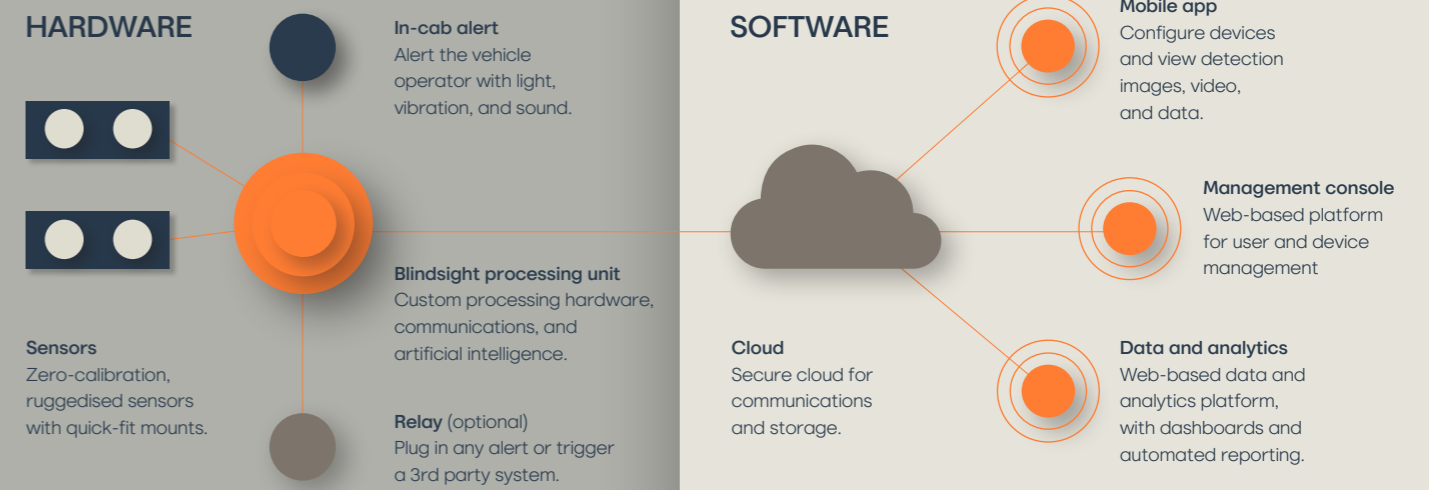 HARDWARE
In-cab alert
Alert the vehicle
operator with light,
vibration, and sound.
Blindsight processing unit
Custom processing hardware,
communications, and
artificial intelligence.
Sensors
Zero-calibration,
ruggedised sensors
with quick-fit mounts.
Relay (optional)
Plug in any alert or trigger
a 3rd party system.
SOFTWARE
Mobile app
Configure devices
and view detection
images, video,
and data.
Management console
Web-based platform
for user and device
management
Cloud
Secure cloud for
communications
and storage.
Data and analytics
Web-based data and
analytics platform,
with dashboards and
automated reporting.